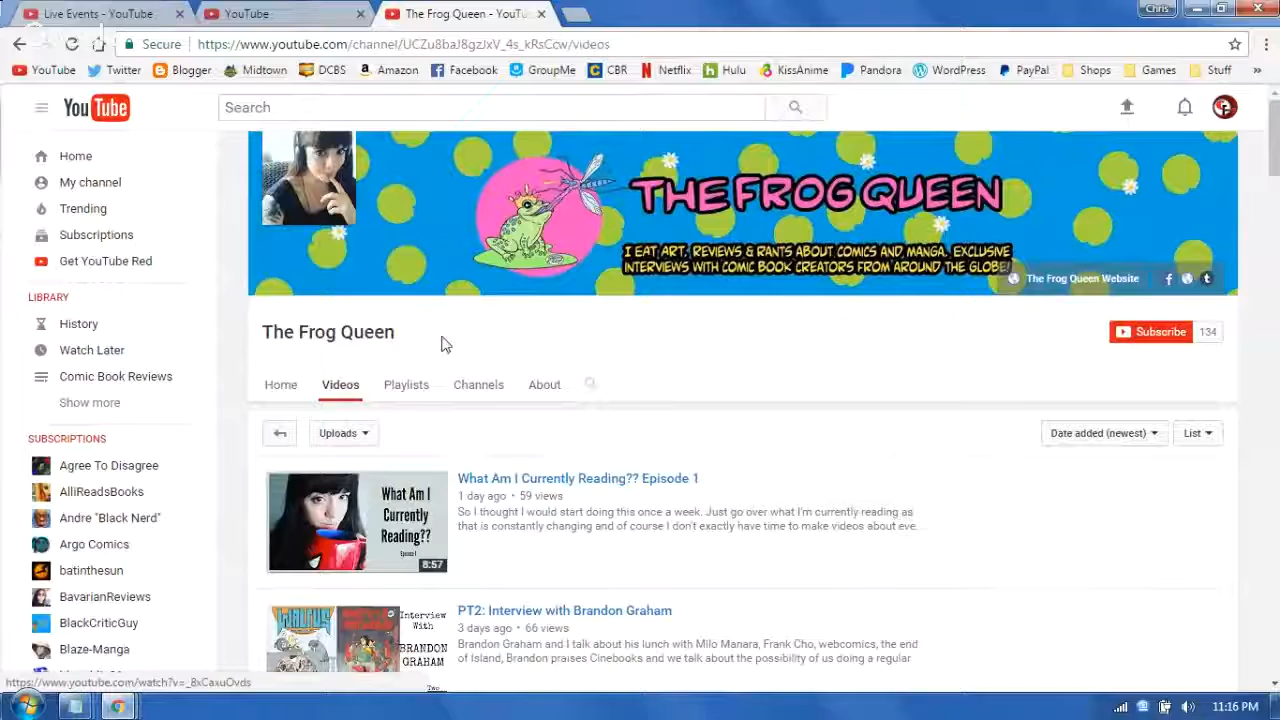 Live Events - YouTube
YouTube
The Frog Queen - YouTu
Chris
Secure https://www.youtube.com/channel/UCZu8baJ8gzJxV_4s_kRsCcw/videos
YouTube Twitter Blogger Midtown DCBS Amazon Facebook GroupMe CBR Netflix Hulu KissAnime Pandora WordPress PayPal Shops Games Stuff »
YouTube
Search
Home
My channel
Trending
Subscriptions
Get YouTube Red
LIBRARY
History
Watch Later
Comic Book Reviews
Show more
SUBSCRIPTIONS
Agree To Disagree
AlliReadsBooks
Andre "Black Nerd"
Argo Comics
batinthesun
BavarianReviews
BlackCriticGuy
Blaze-Manga
THE FROG QUEEN
I EAT ART. REVIEWS & RANTS ABOUT COMICS AND MANGA. EXCLUSIVE
INTERVIEWS WITH COMIC BOOK CREATORS FROM AROUND THE GLOBE!
The Frog Queen Website
The Frog Queen
Subscribe 134
Home Videos Playlists Channels About
Uploads
Date added (newest)
List
What Am I
Currently
Reading??
8:57
What Am I Currently Reading?? Episode 1
1 day ago • 59 views
So I thought I would start doing this once a week. Just go over what I'm currently reading as
that is constantly changing and of course I don't exactly have time to make videos about eve...
Interview
With
BRANDON
GRAHAM
PT2: Interview with Brandon Graham
3 days ago • 66 views
Brandon Graham and I talk about his lunch with Milo Manara, Frank Cho, webcomics, the end
of Island, Brandon praises Cinebooks and we talk about the possibility of us doing a regular
https://www.youtube.com/watch?v=_8xCaxuOvds
11:16 PM